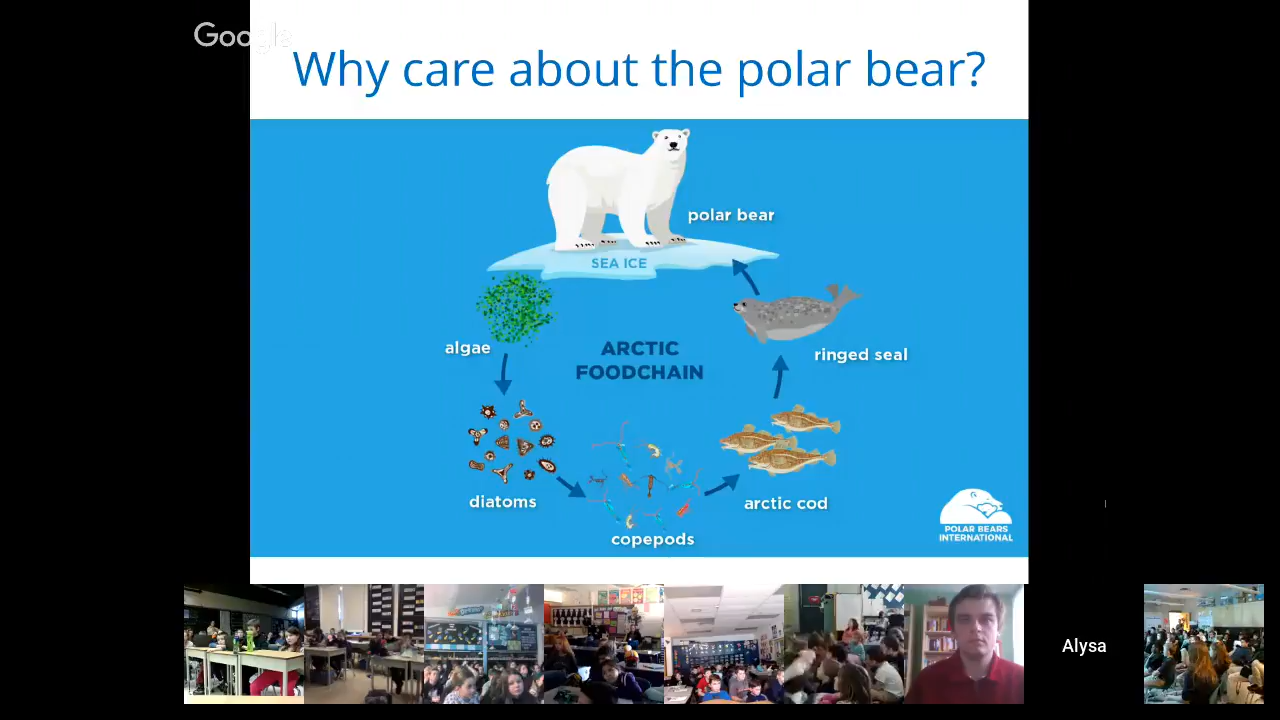 Google
Why care about the polar bear?
polar bear
SEA ICE
algae
ARCTIC
FOODCHAIN
ringed seal
diatoms
arctic cod
copepods
POLAR BEARS
INTERNATIONAL
Alysa